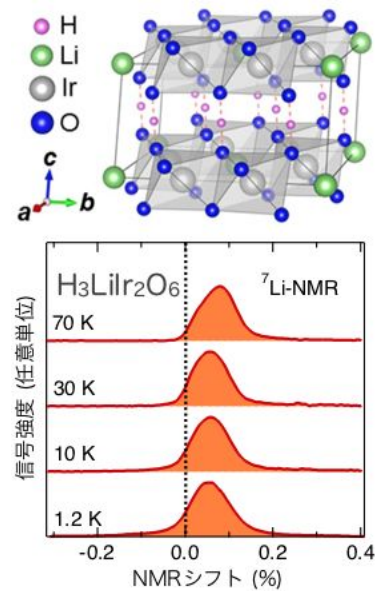 H
Li
Ir
O
c
a
b
H₃LiIr₂O₆
⁷Li-NMR
70 K
30 K
10 K
1.2 K
信号強度 (任意単位)
-0.2 0.0 0.2 0.4
NMRシフト (%)